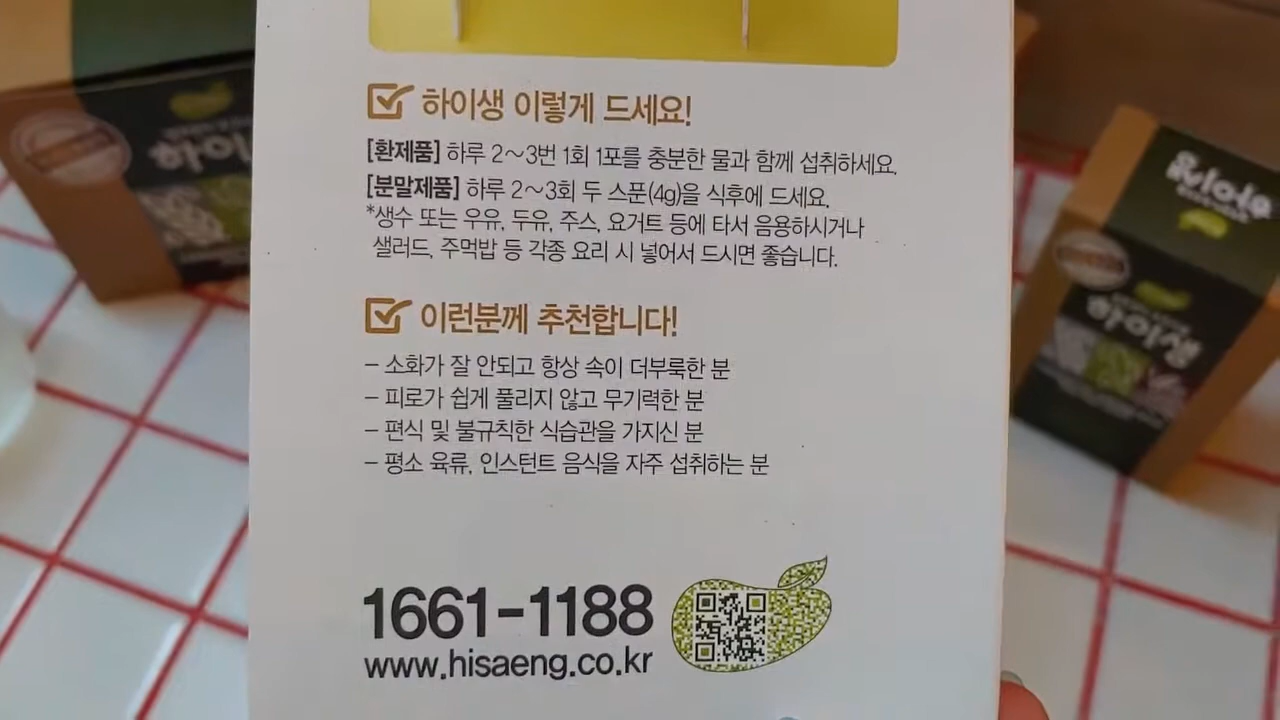 하이생 이렇게 드세요!
[환제품] 하루 2~3번 1회 1포를 충분한 물과 함께 섭취하세요.
[분말제품] 하루 2~3회 두 스푼(4g)을 식후에 드세요.
*생수 또는 우유, 두유, 주스, 요거트 등에 타서 음용하시거나
샐러드, 주먹밥 등 각종 요리 시 넣어서 드시면 좋습니다.
이런분께 추천합니다!
- 소화가 잘 안되고 항상 속이 더부룩한 분
- 피로가 쉽게 풀리지 않고 무기력한 분
- 편식 및 불규칙한 식습관을 가지신 분
- 평소 육류, 인스턴트 음식을 자주 섭취하는 분
1661-1188
www.hisaeng.co.kr
하이생